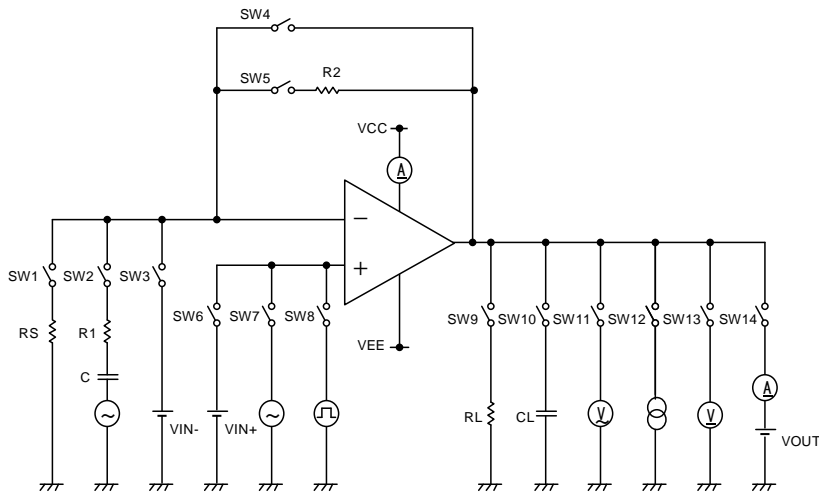 SW4
SW5
R2
VCC
A
−
+
SW1
SW2
SW3
SW6
SW7
SW8
SW9
SW10
SW11
SW12
SW13
SW14
RS
R1
C
VEE
VIN-
VIN+
RL
CL
V
V
A
VOUT